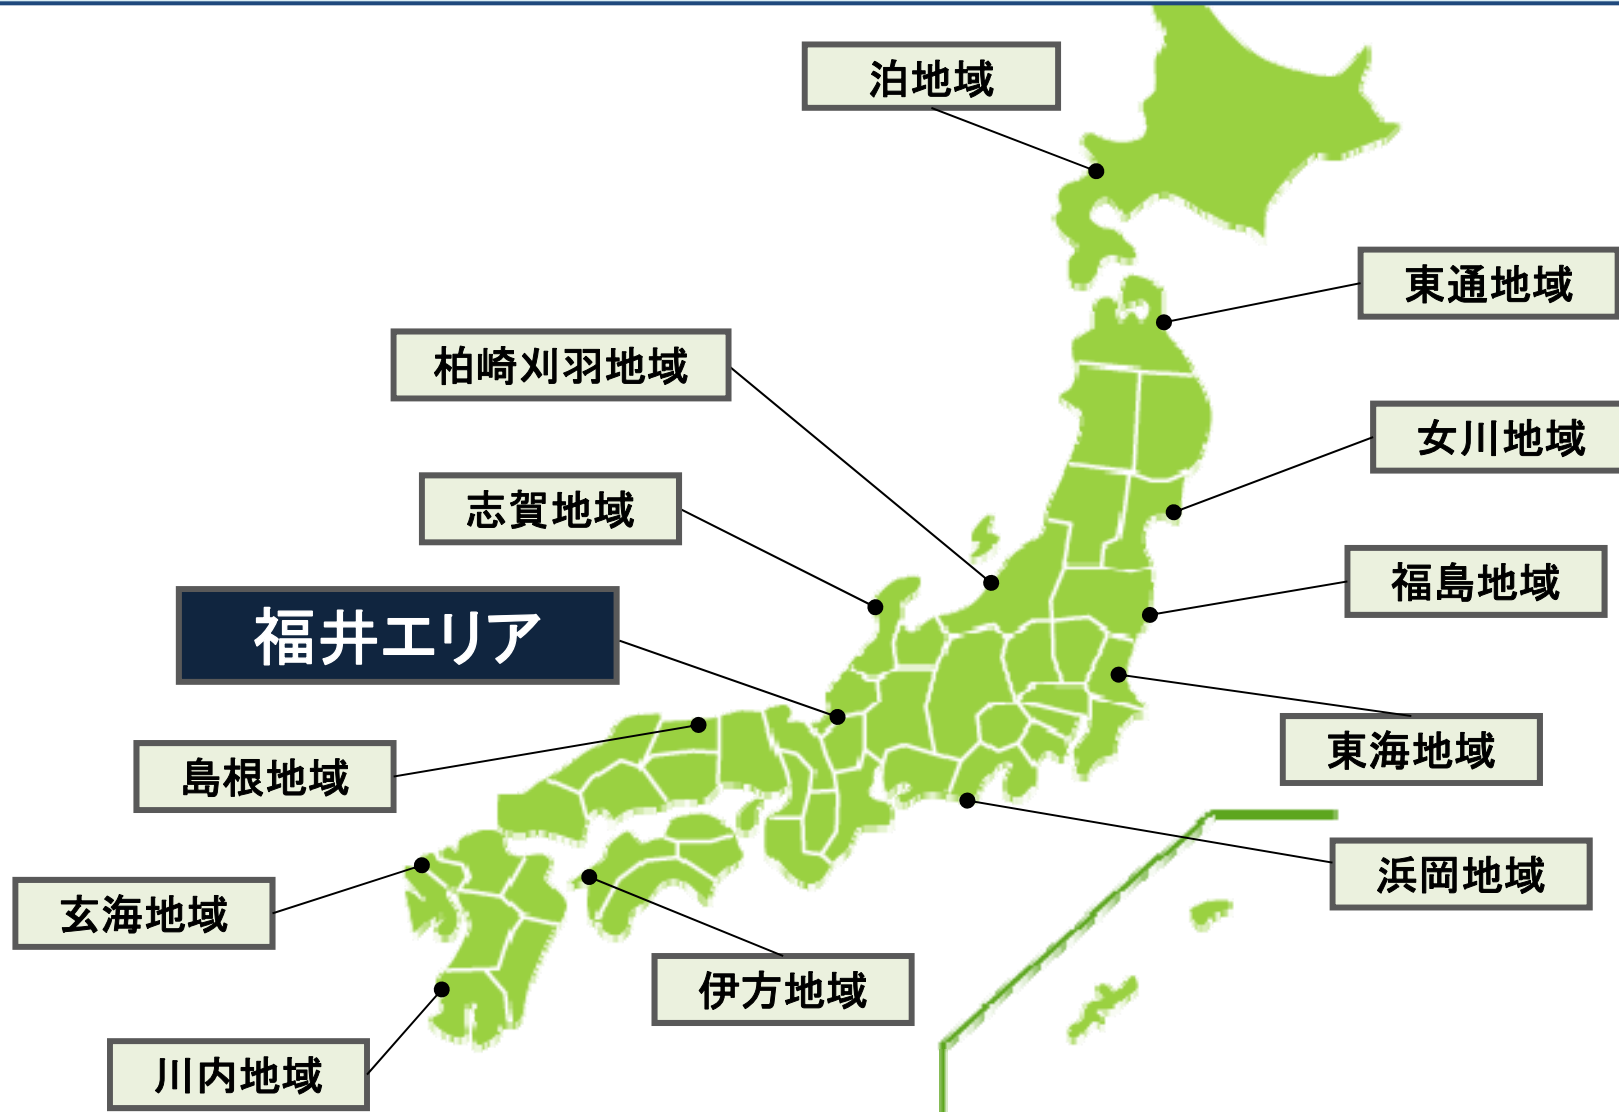 泊地域
東通地域
柏崎刈羽地域
女川地域
志賀地域
福島地域
福井エリア
東海地域
島根地域
浜岡地域
玄海地域
伊方地域
川内地域